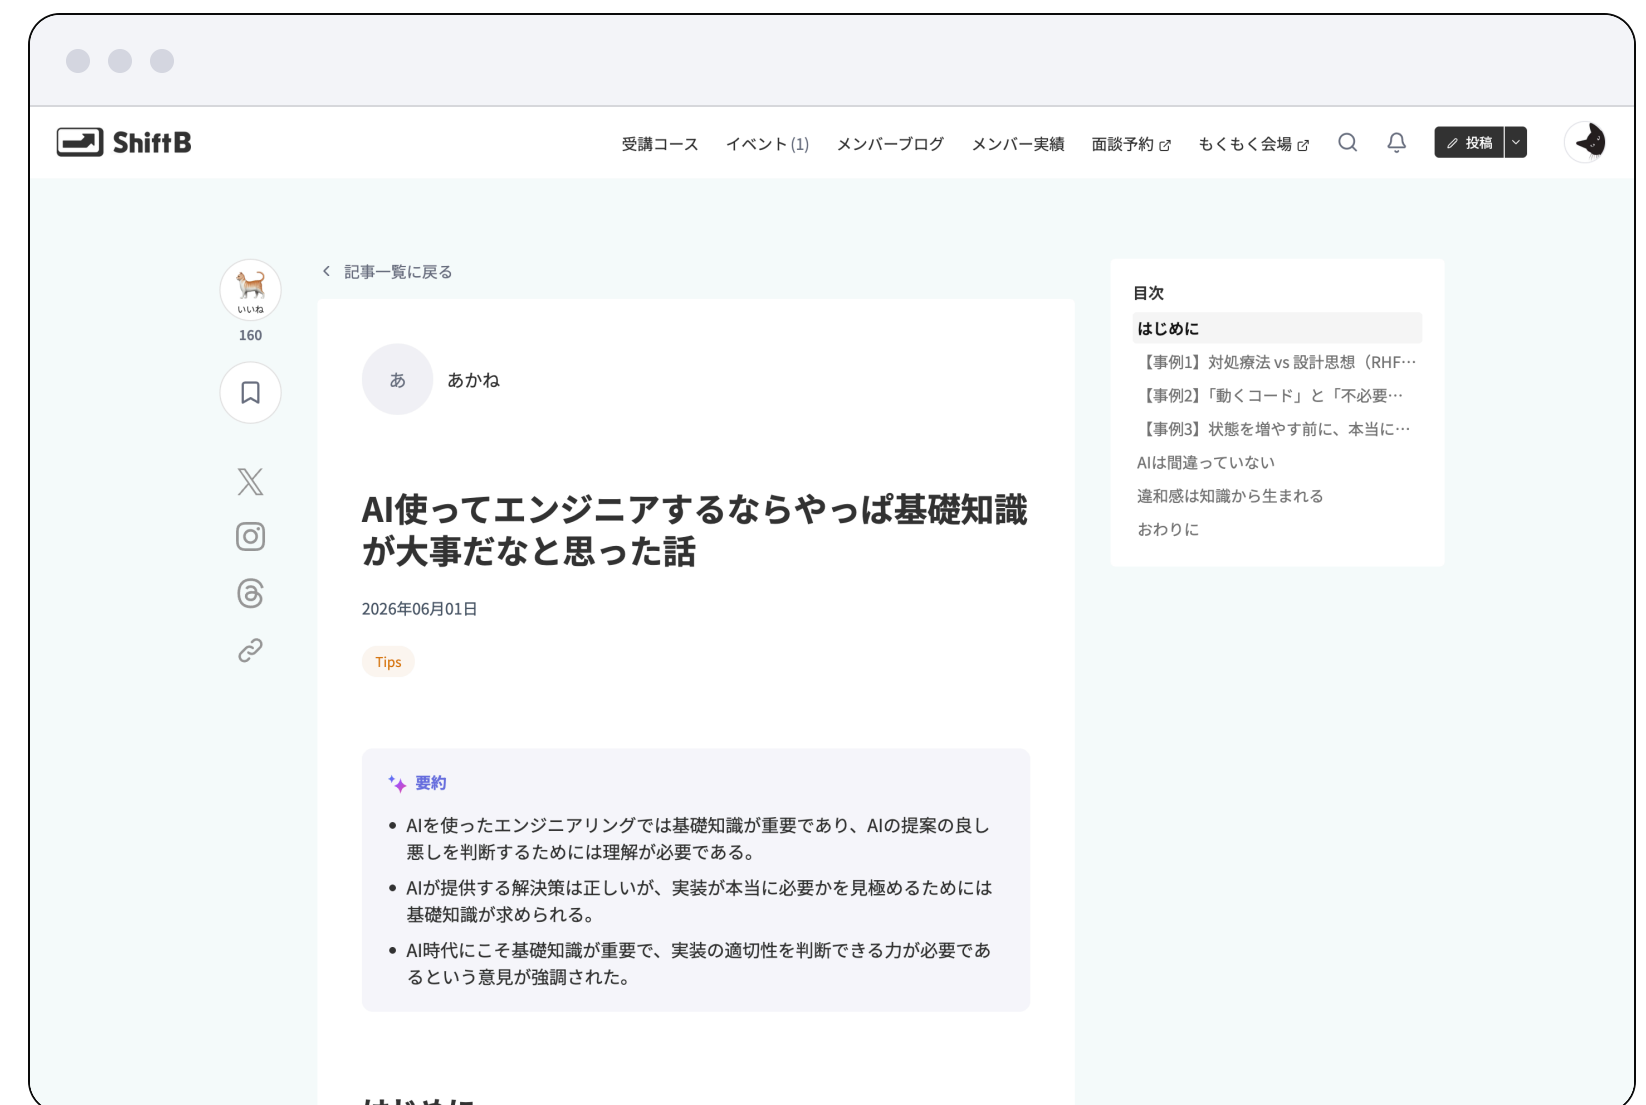 ShiftB
受講コース
イベント (1)
メンバーブログ
メンバー実績
面談予約
もくもく会場
投稿
いいね
160
記事一覧に戻る
あ
あかね
AI使ってエンジニアするならやっぱ基礎知識
が大事だなと思った話
2026年06月01日
Tips
要約
AIを使ったエンジニアリングでは基礎知識が重要であり、AIの提案の良し
悪しを判断するためには理解が必要である。
AIが提供する解決策は正しいが、実装が本当に必要かを見極めるためには
基礎知識が求められる。
AI時代にこそ基礎知識が重要で、実装の適切性を判断できる力が必要であ
るという意見が強調された。
はじめに
目次
はじめに
【事例1】対処療法 vs 設計思想（RHF…
【事例2】「動くコード」と「不必要…
【事例3】状態を増やす前に、本当に…
AIは間違っていない
違和感は知識から生まれる
おわりに